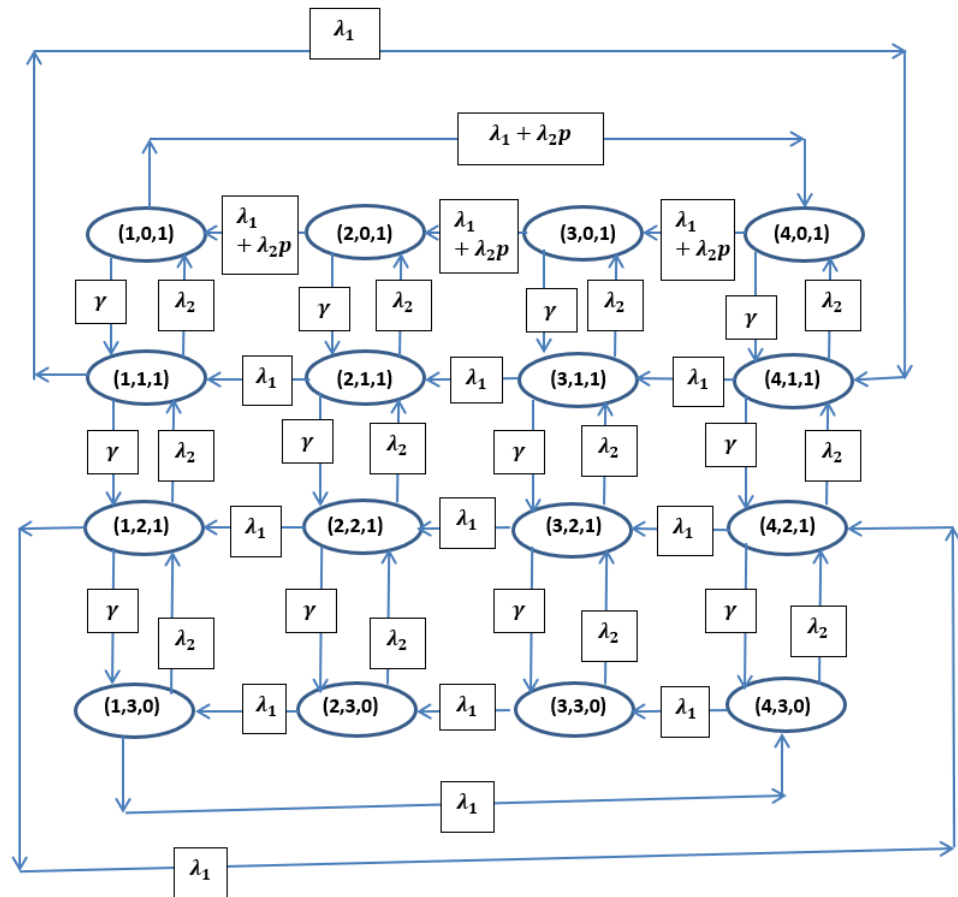 λ₁
λ₁ + λ₂p
(1,0,1) λ₁ + λ₂p (2,0,1) λ₁ + λ₂p (3,0,1) λ₁ + λ₂p (4,0,1)
γ λ₂ γ λ₂ γ λ₂ γ λ₂
(1,1,1) λ₁ (2,1,1) λ₁ (3,1,1) λ₁ (4,1,1)
γ λ₂ γ λ₂ γ λ₂ γ λ₂
(1,2,1) λ₁ (2,2,1) λ₁ (3,2,1) λ₁ (4,2,1)
γ λ₂ γ λ₂ γ λ₂ γ λ₂
(1,3,0) λ₁ (2,3,0) λ₁ (3,3,0) λ₁ (4,3,0)
λ₁
λ₁